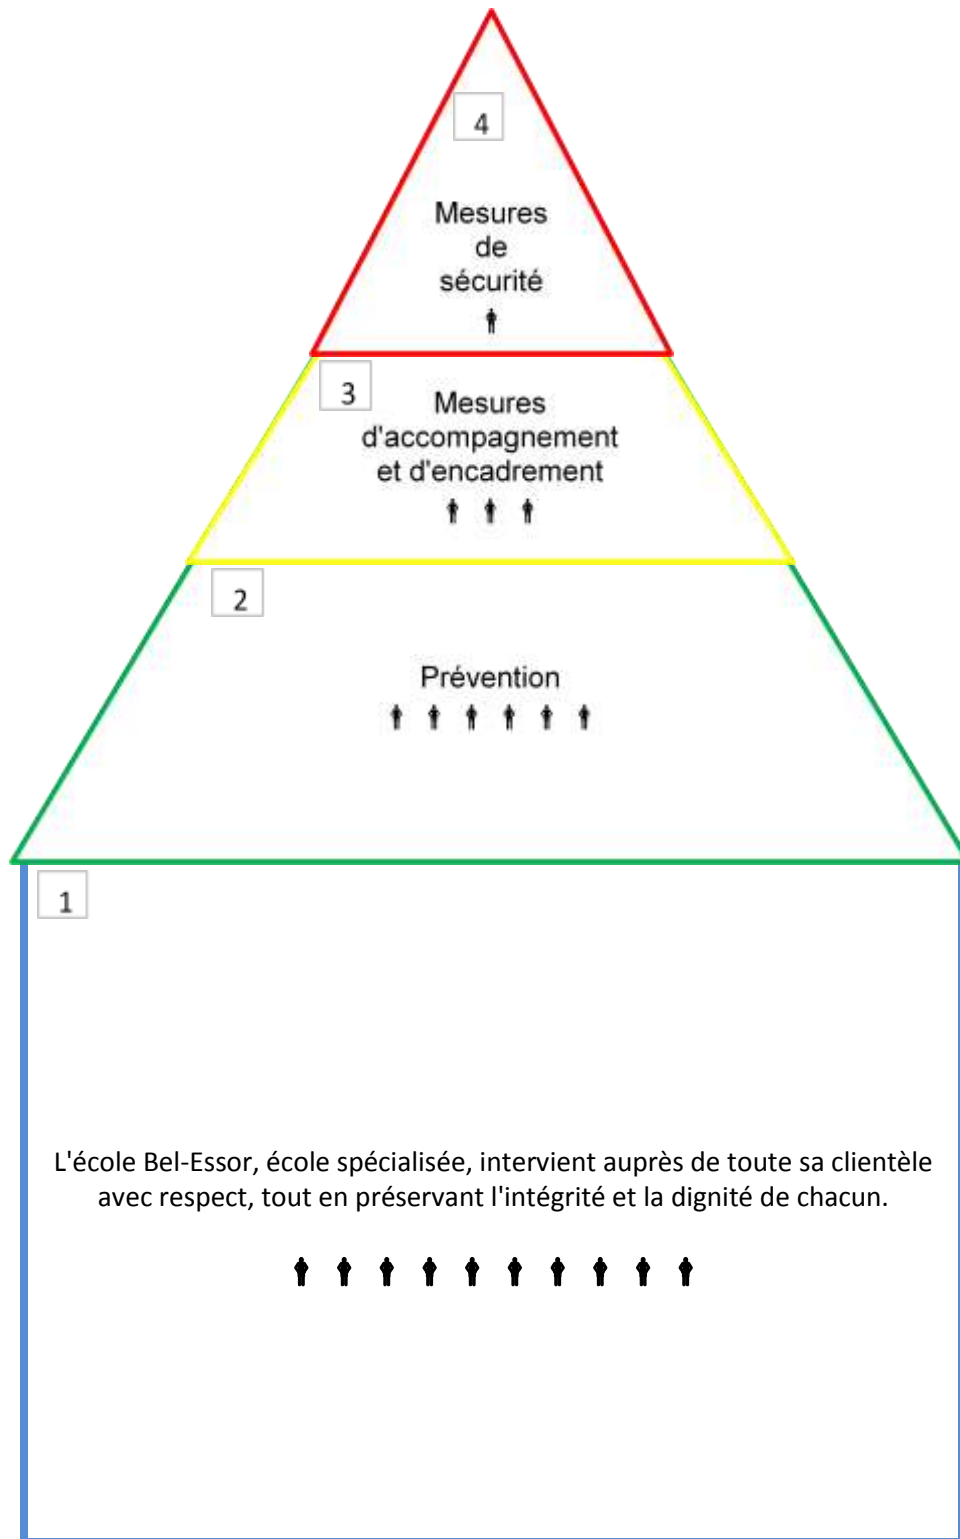 4
Mesures
de
sécurité
3
Mesures
d'accompagnement
et d'encadrement
2
Prévention
1
L'école Bel-Essor, école spécialisée, intervient auprès de toute sa clientèle
avec respect, tout en préservant l'intégrité et la dignité de chacun.